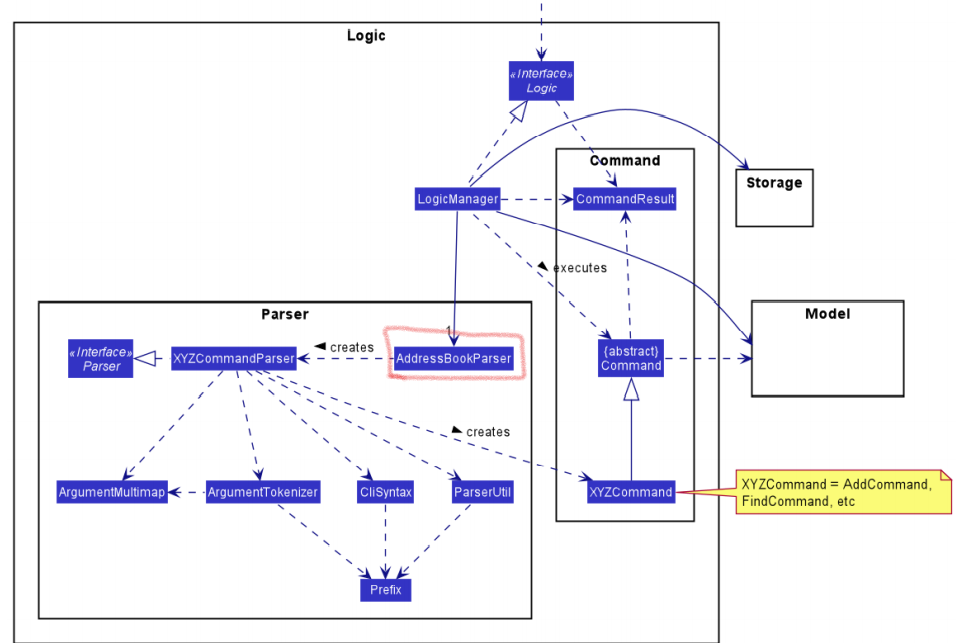 Logic
«Interface»
Logic
Command
Storage
LogicManager
CommandResult
executes
Parser
Model
1
«Interface»
Parser
XYZCommandParser
creates
AddressBookParser
{abstract}
Command
creates
ArgumentMultimap
ArgumentTokenizer
CliSyntax
ParserUtil
XYZCommand
XYZCommand = AddCommand,
FindCommand, etc
Prefix